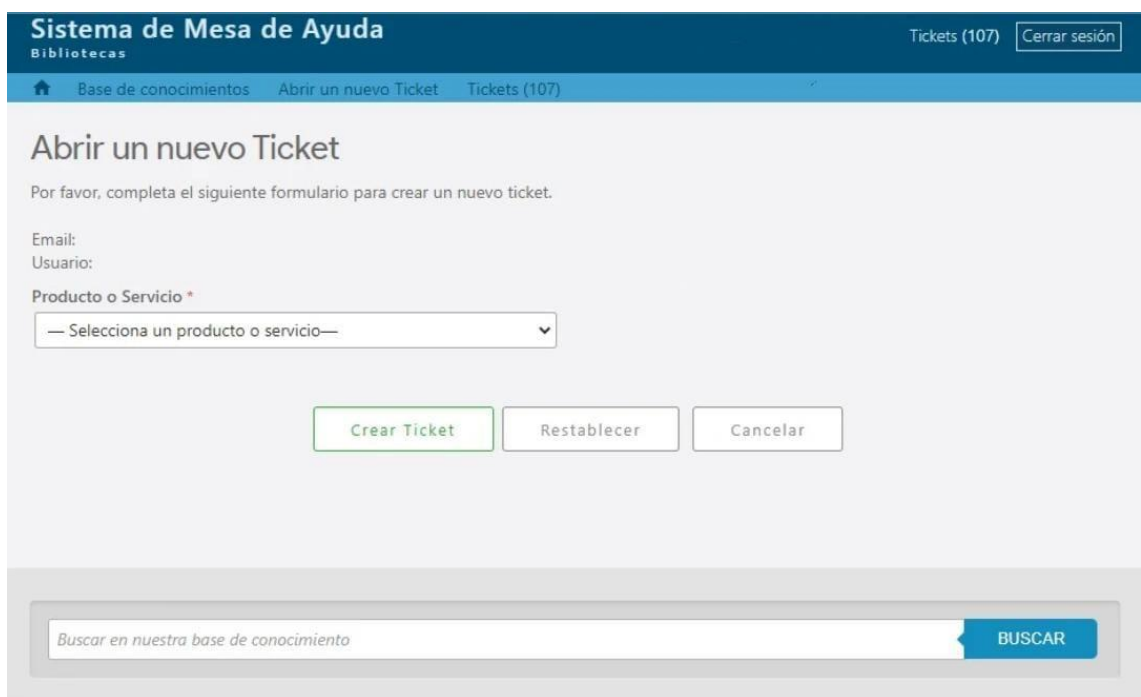 Sistema de Mesa de Ayuda
Bibliotecas
Tickets (107) Cerrar sesión
Base de conocimientos Abrir un nuevo Ticket Tickets (107)
Abrir un nuevo Ticket
Por favor, completa el siguiente formulario para crear un nuevo ticket.
Email:
Usuario:
Producto o Servicio *
— Selecciona un producto o servicio—
Crear Ticket Restablecer Cancelar
Buscar en nuestra base de conocimiento BUSCAR